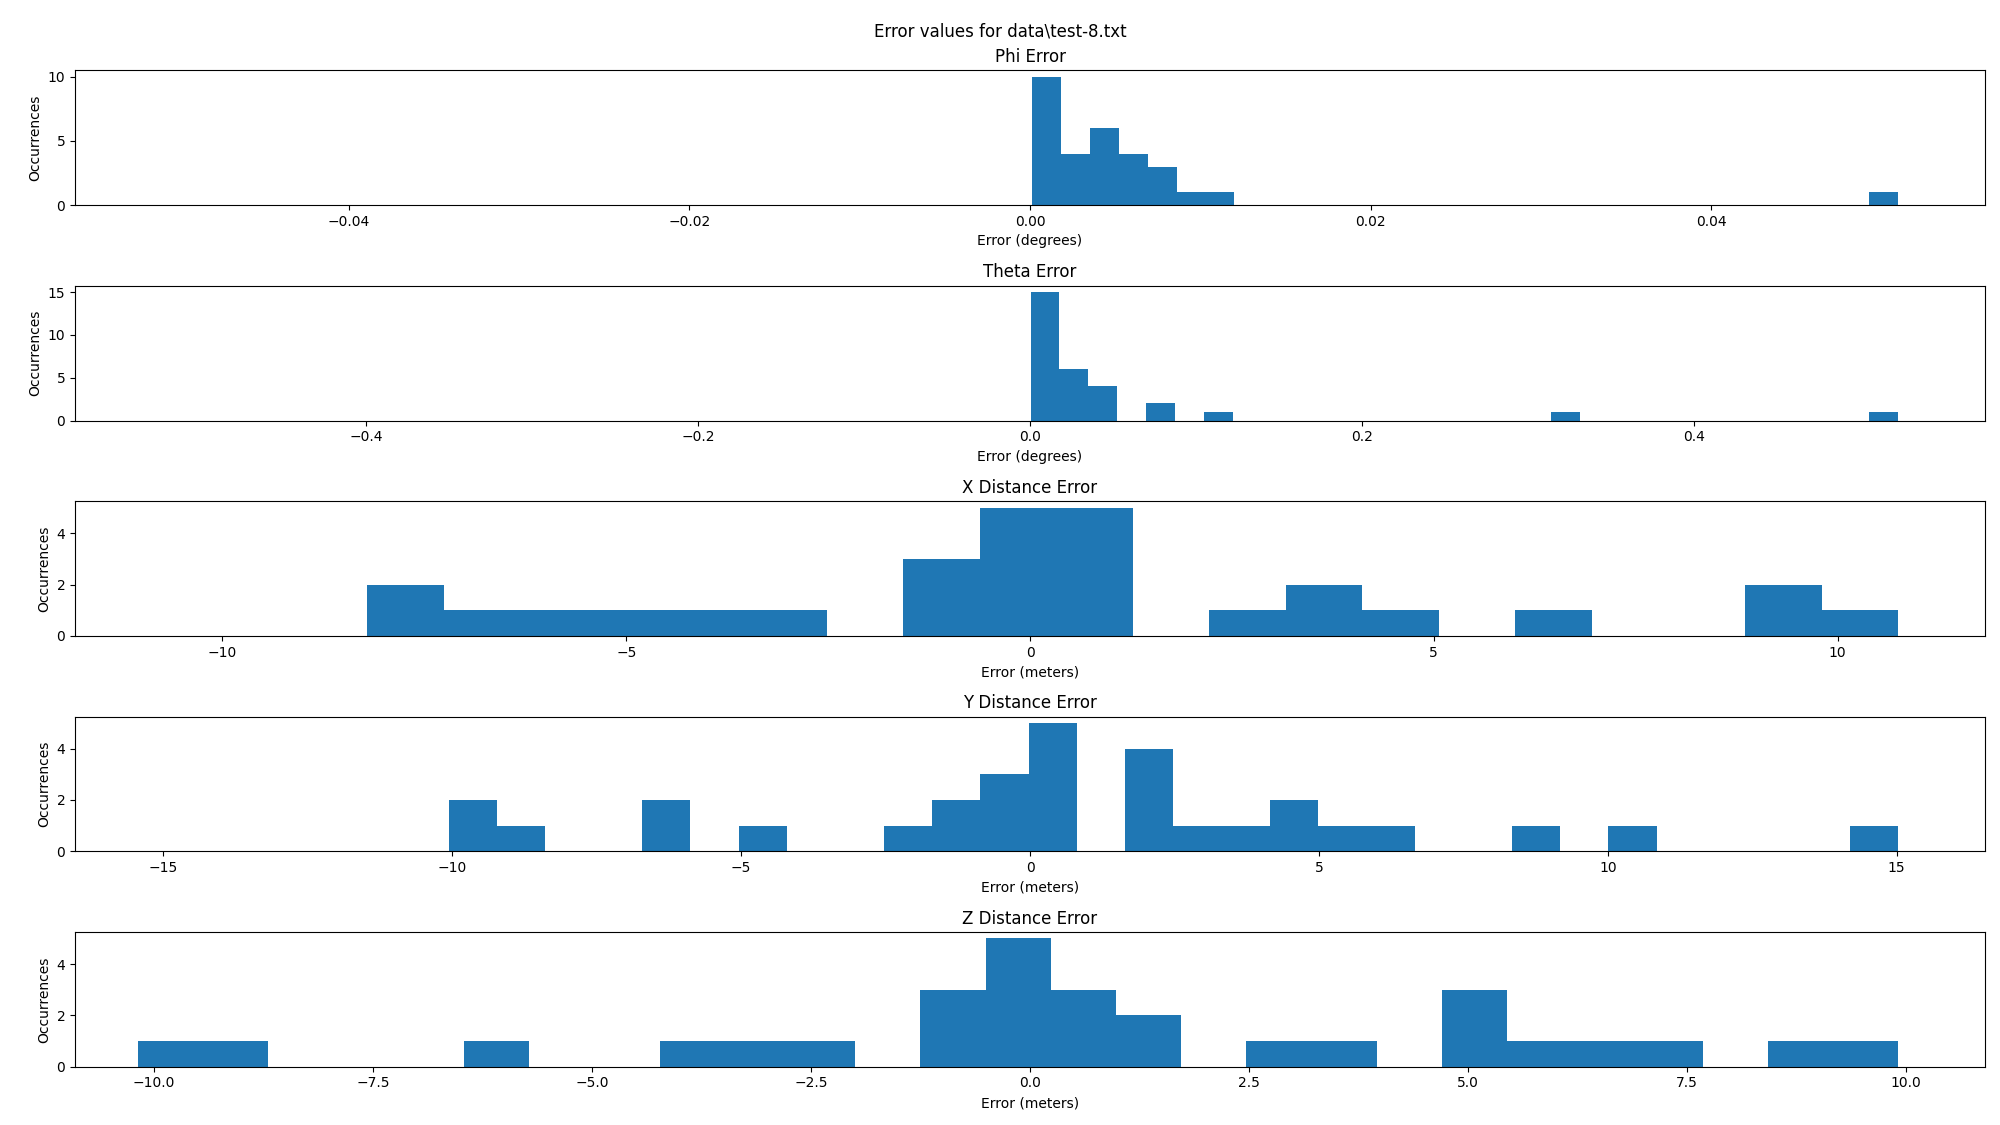 Error values for data\test-8.txt
Phi Error
Occurrences
10
5
0
−0.04 −0.02 0.00 0.02 0.04
Error (degrees)
Theta Error
Occurrences
15
10
5
0
−0.4 −0.2 0.0 0.2 0.4
Error (degrees)
X Distance Error
Occurrences
4
2
0
−10 −5 0 5 10
Error (meters)
Y Distance Error
Occurrences
4
2
0
−15 −10 −5 0 5 10 15
Error (meters)
Z Distance Error
Occurrences
4
2
0
−10.0 −7.5 −5.0 −2.5 0.0 2.5 5.0 7.5 10.0
Error (meters)